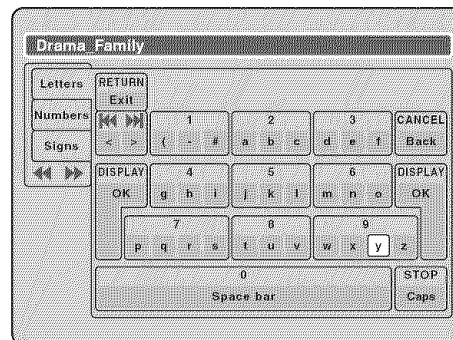 Drama_Family
Letters
Numbers
Signs
RETURN
Exit
1 2 3 CANCEL
< > ( - # a b c d e f Back
DISPLAY 4 5 6 DISPLAY
OK g h i j k l m n o OK
7 8 9
p q r s t u v w x y z
0 STOP
Space bar Caps